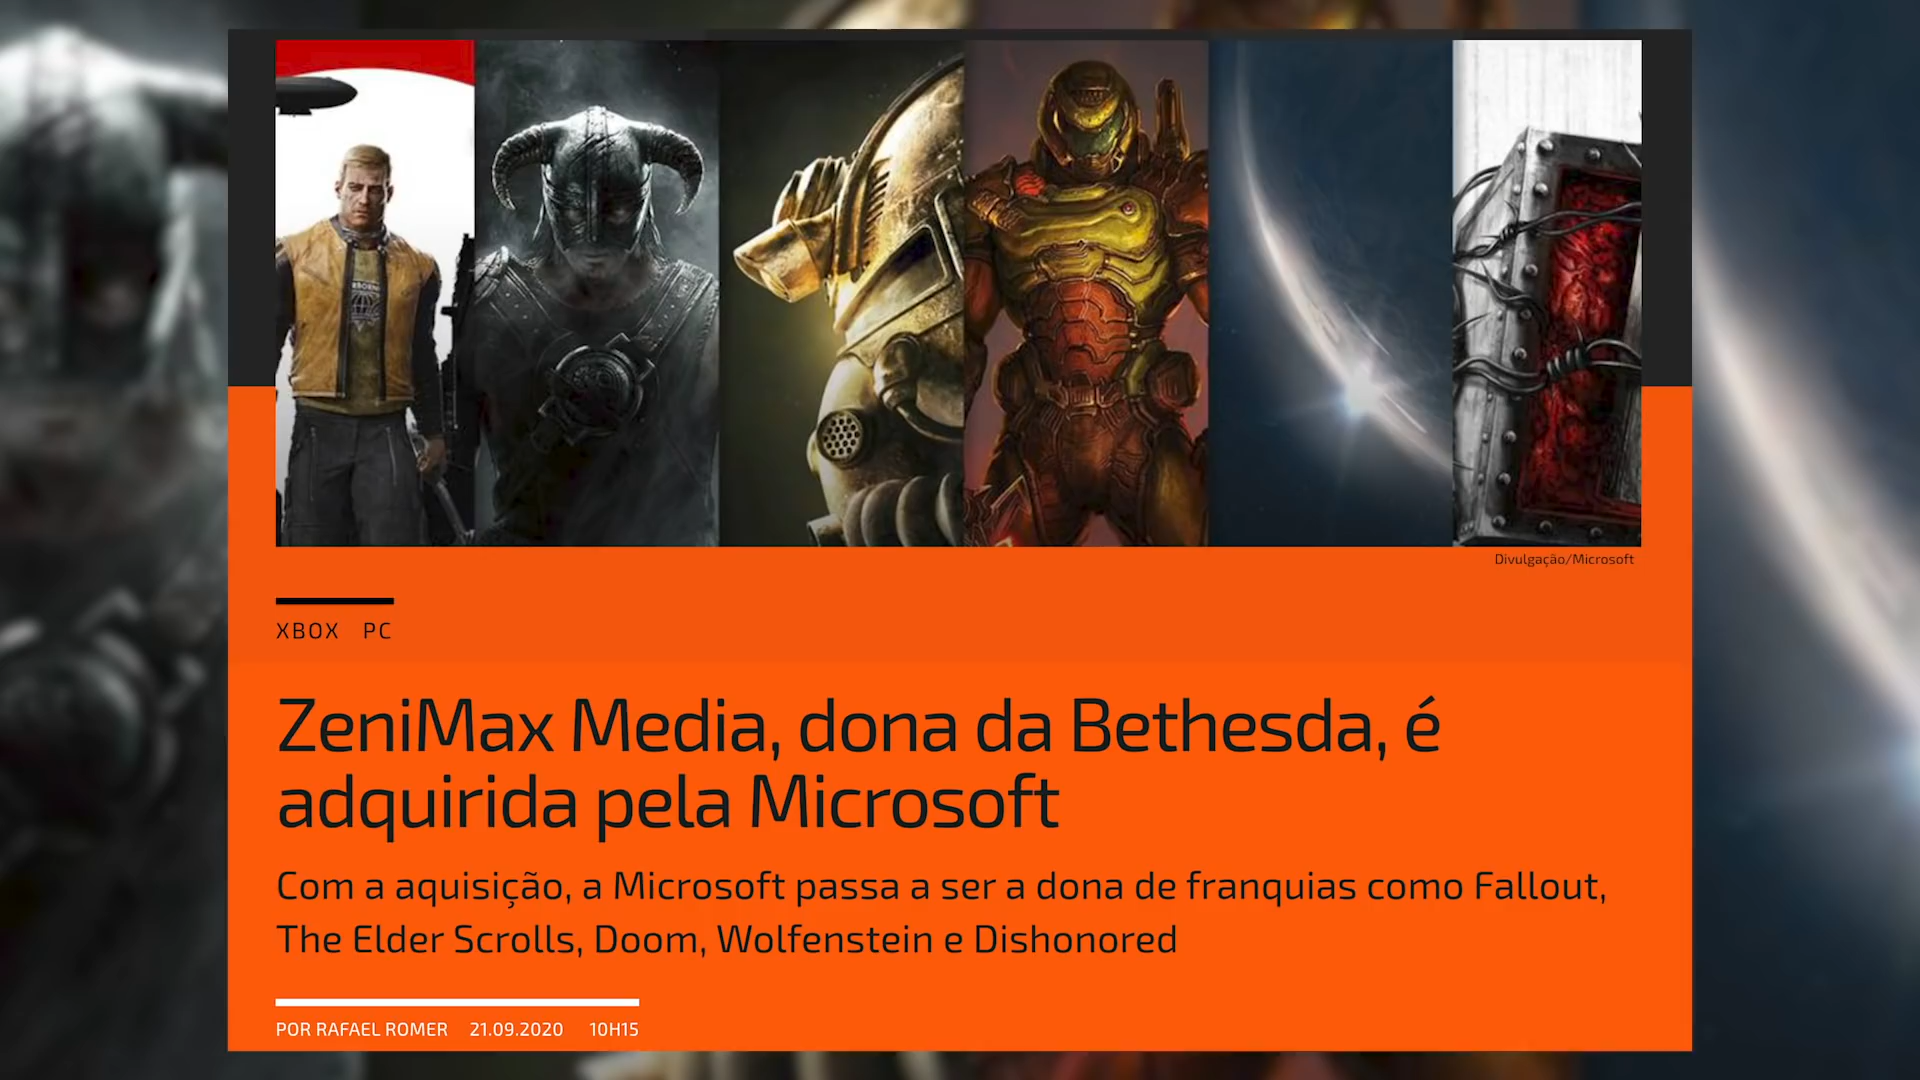 Divulgação/Microsoft
XBOX PC
ZeniMax Media, dona da Bethesda, é
adquirida pela Microsoft
Com a aquisição, a Microsoft passa a ser a dona de franquias como Fallout,
The Elder Scrolls, Doom, Wolfenstein e Dishonored
POR RAFAEL ROMER 21.09.2020 10H15